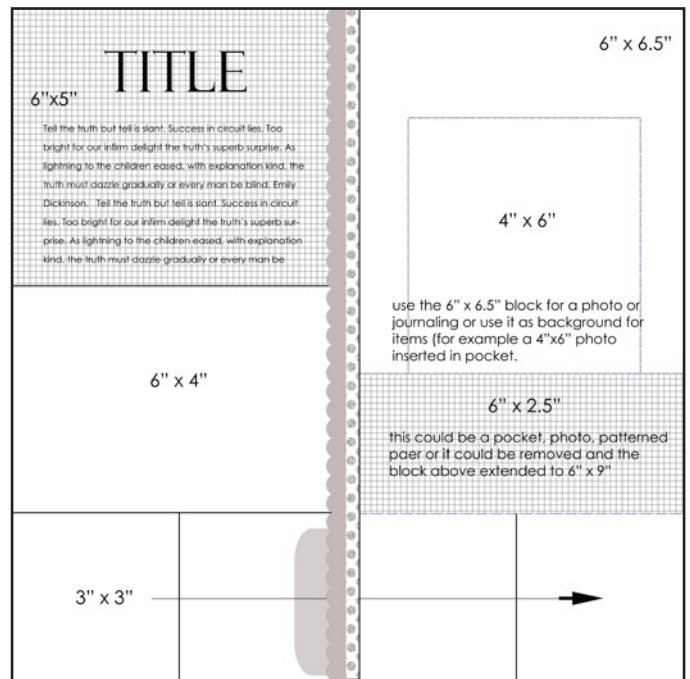 TITLE
6"x5"
Tell the truth but tell is slant. Success in circuit lies. Too
bright for our infirm delight the truth's superb surprise. As
lightning to the children eased, with explanation kind, the
truth must dazzle gradually or every man be blind. Emily
Dickinson. Tell the truth but tell is slant. Success in circuit
lies. Too bright for our infirm delight the truth's superb sur-
prise. As lightning to the children eased, with explanation
kind, the truth must dazzle gradually or every man be
6" x 4"
3" x 3"
6" x 6.5"
4" x 6"
use the 6" x 6.5" block for a photo or
journaling or use it as background for
items (for example a 4"x6" photo
inserted in pocket.
6" x 2.5"
this could be a pocket, photo, patterned
paer or it could be removed and the
block above extended to 6" x 9"